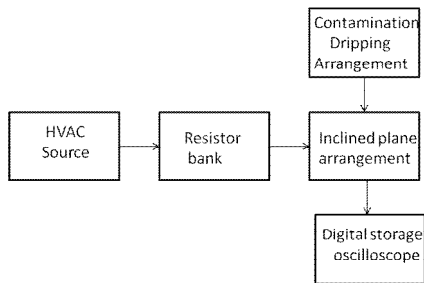 Contamination
Dripping
Arrangement
HVAC
Source
Resistor
bank
Inclined plane
arrangement
Digital storage
oscilloscope